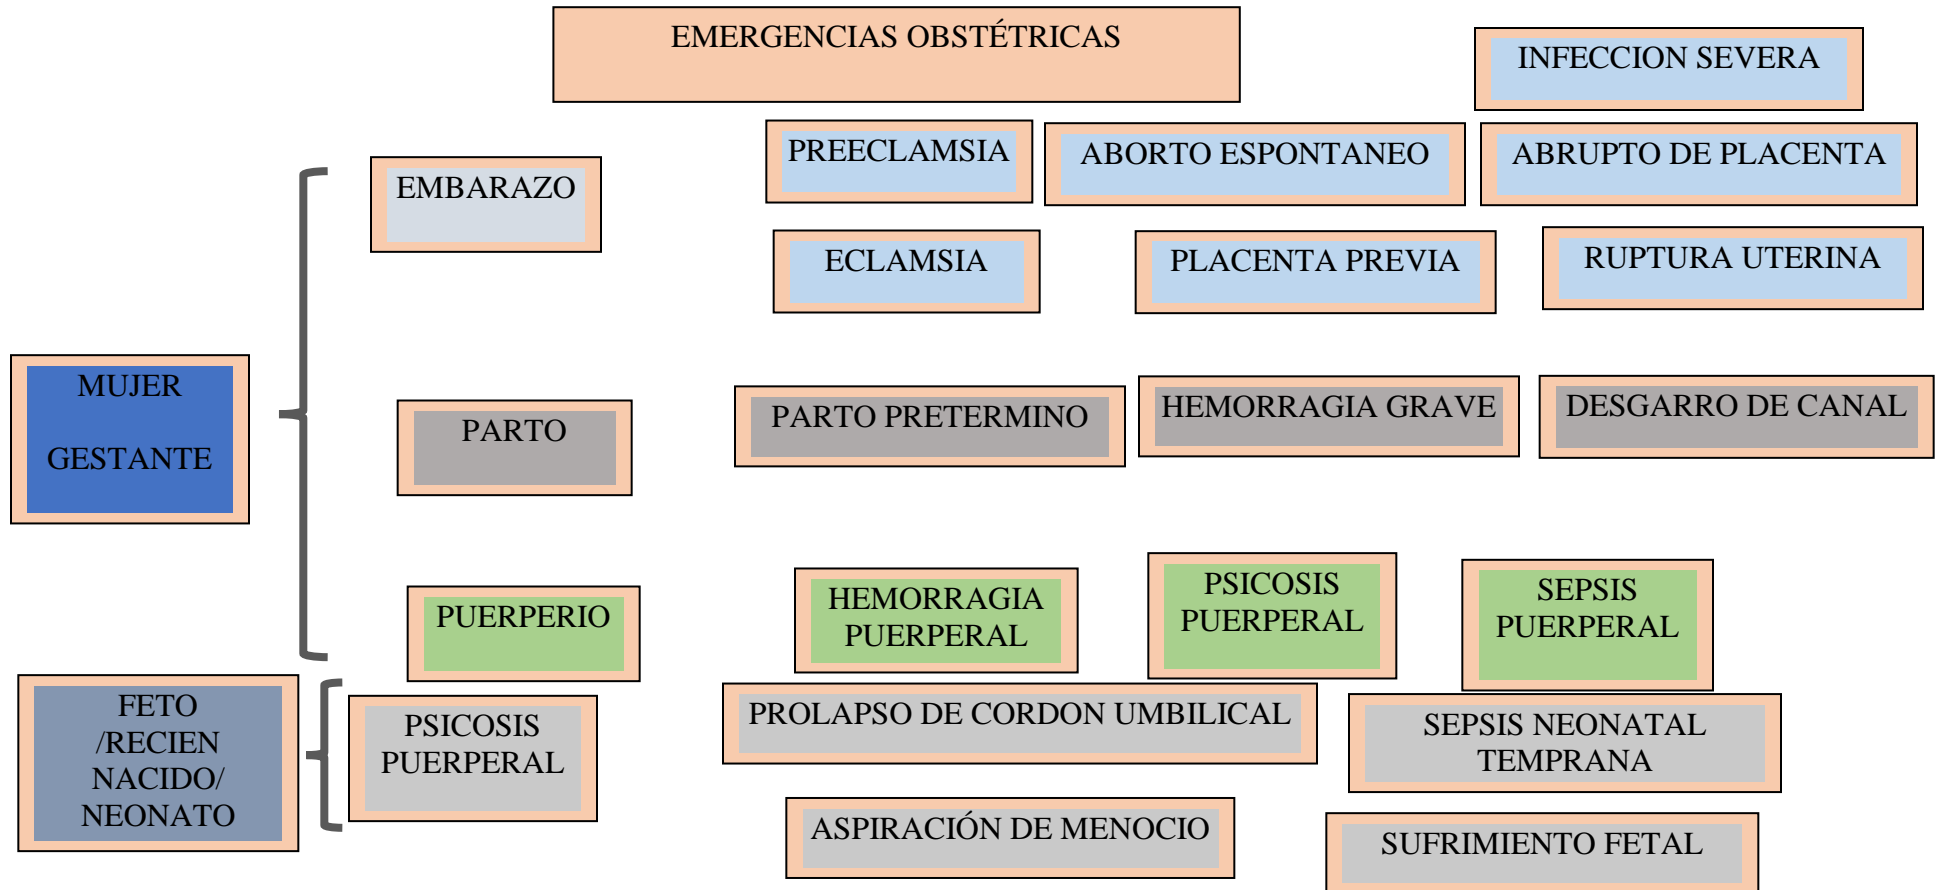 EMERGENCIAS OBSTÉTRICAS
INFECCION SEVERA
PREECLAMSIA
ABORTO ESPONTANEO
ABRUPTO DE PLACENTA
EMBARAZO
ECLAMSIA
PLACENTA PREVIA
RUPTURA UTERINA
MUJER
GESTANTE
PARTO
PARTO PRETERMINO
HEMORRAGIA GRAVE
DESGARRO DE CANAL
PUERPERIO
HEMORRAGIA
PUERPERAL
PSICOSIS
PUERPERAL
SEPSIS
PUERPERAL
FETO
/RECIEN
NACIDO/
NEONATO
PSICOSIS
PUERPERAL
PROLAPSO DE CORDON UMBILICAL
SEPSIS NEONATAL
TEMPRANA
ASPIRACIÓN DE MENOCIO
SUFRIMIENTO FETAL